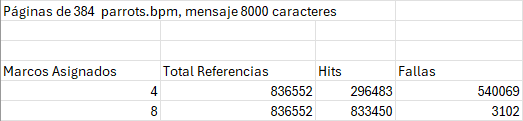 Páginas de 384  parrots.bpm, mensaje 8000 caracteres
Marcos Asignados Total Referencias Hits Fallas
4 836552 296483 540069
8 836552 833450 3102